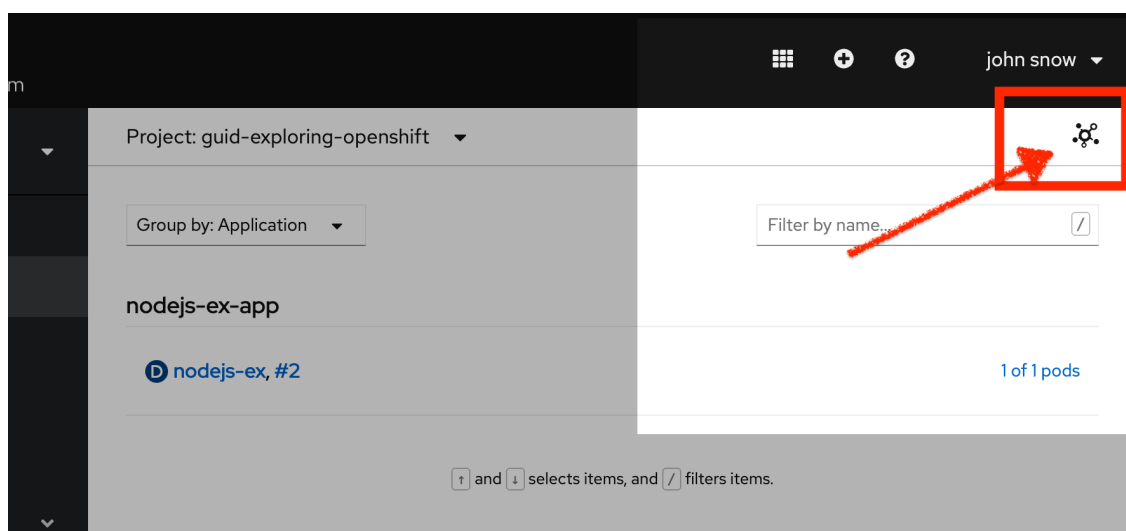 john snow
m
Project: guid-exploring-openshift
Group by: Application
Filter by name...
/
nodejs-ex-app
D nodejs-ex, #2
1 of 1 pods
↑ and ↓ selects items, and / filters items.